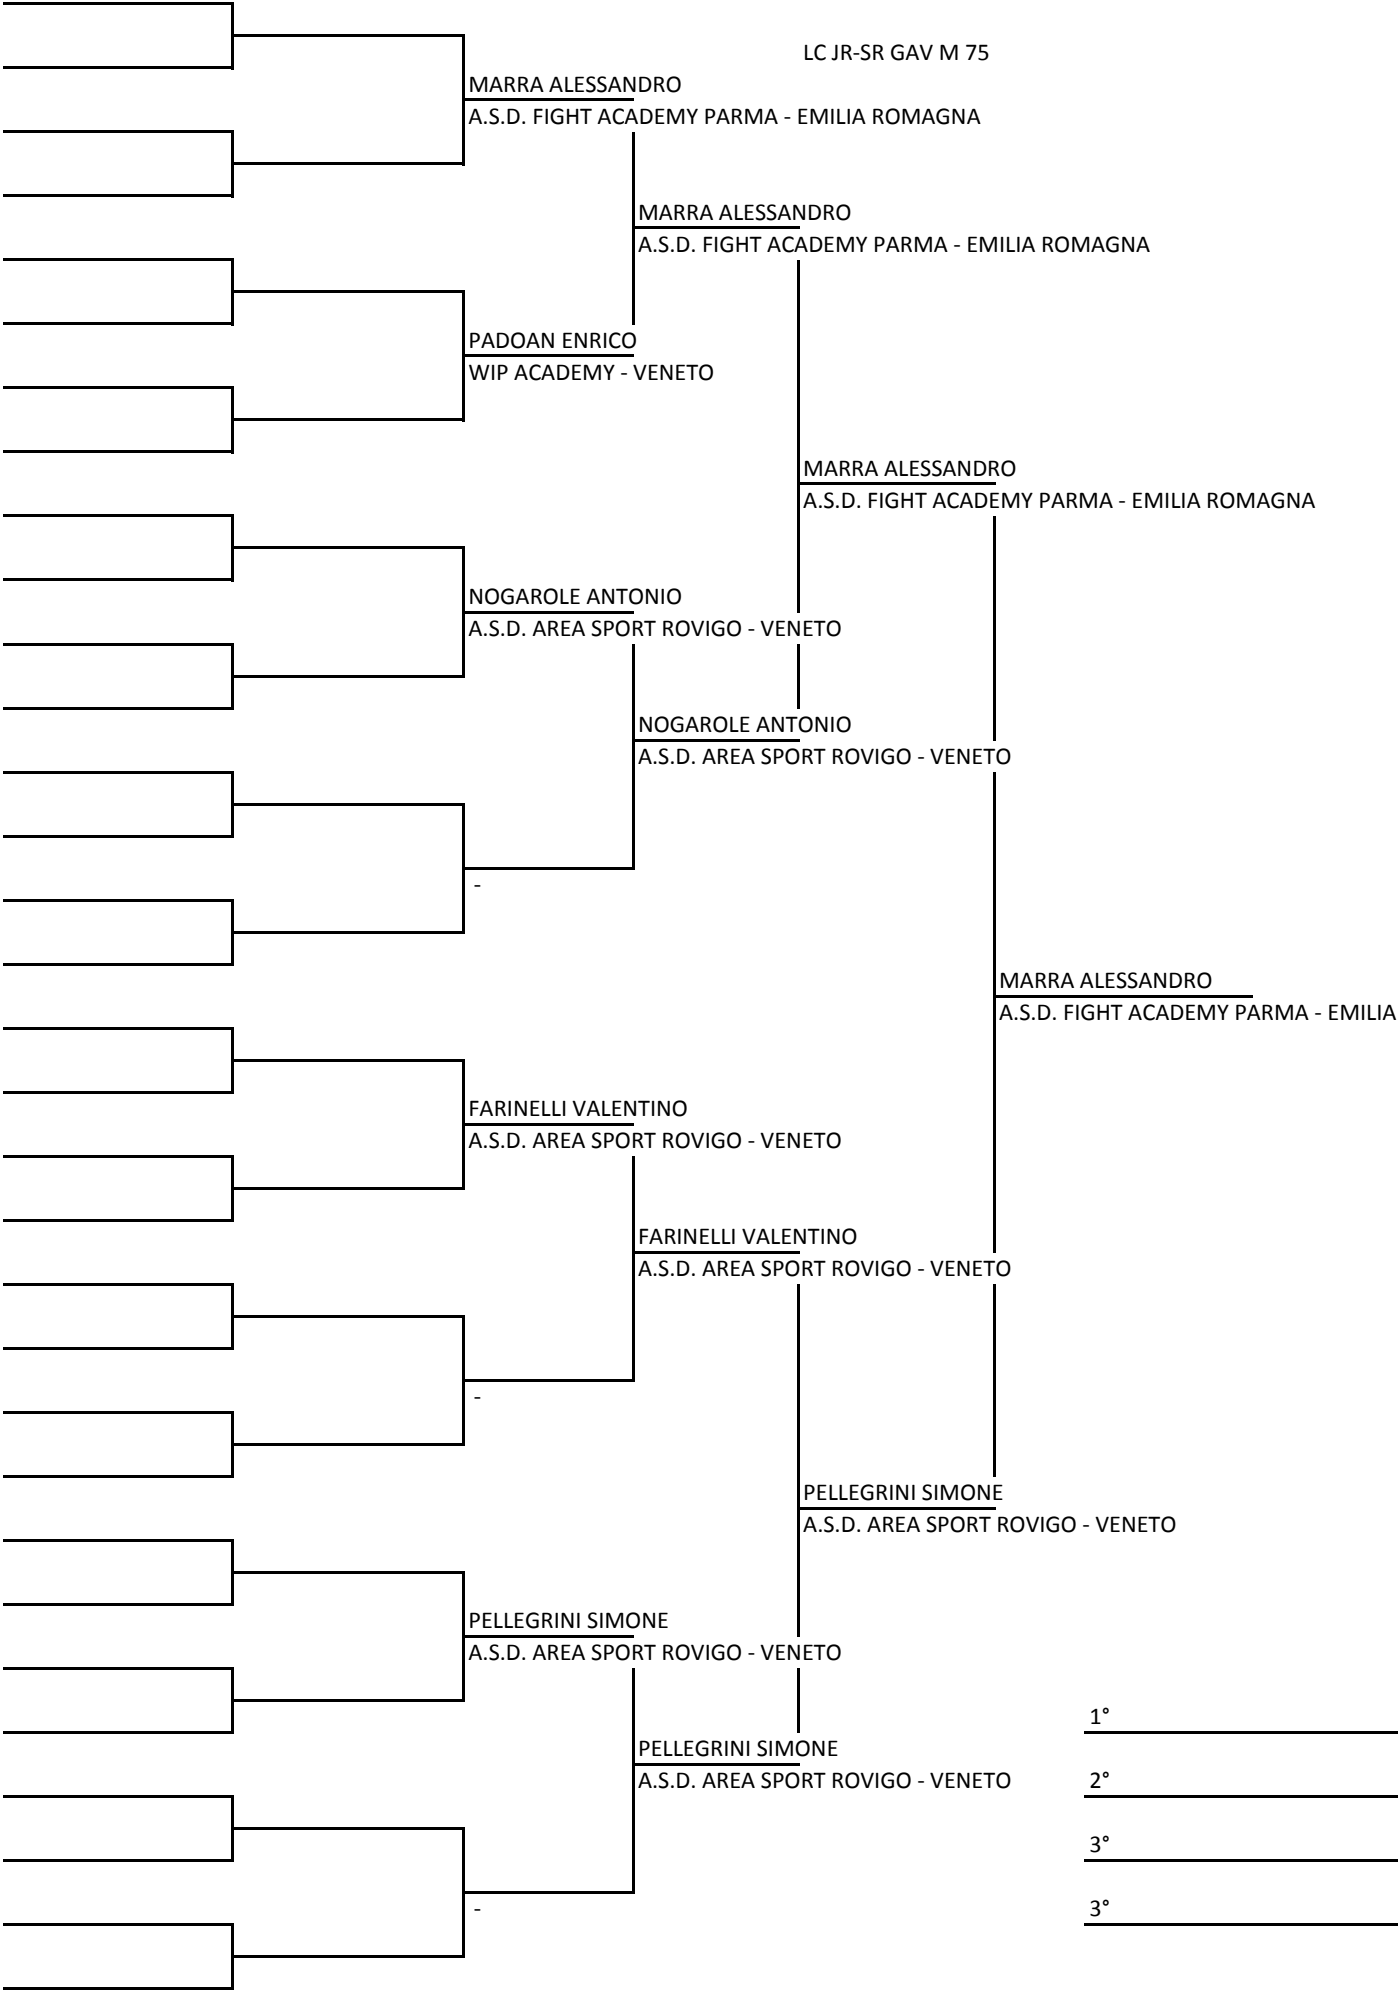 LC JR-SR GAV M 75
MARRA ALESSANDRO
A.S.D. FIGHT ACADEMY PARMA - EMILIA ROMAGNA
MARRA ALESSANDRO
A.S.D. FIGHT ACADEMY PARMA - EMILIA ROMAGNA
PADOAN ENRICO
WIP ACADEMY - VENETO
MARRA ALESSANDRO
A.S.D. FIGHT ACADEMY PARMA - EMILIA ROMAGNA
NOGAROLE ANTONIO
A.S.D. AREA SPORT ROVIGO - VENETO
NOGAROLE ANTONIO
A.S.D. AREA SPORT ROVIGO - VENETO
-
MARRA ALESSANDRO
A.S.D. FIGHT ACADEMY PARMA - EMILIA
FARINELLI VALENTINO
A.S.D. AREA SPORT ROVIGO - VENETO
FARINELLI VALENTINO
A.S.D. AREA SPORT ROVIGO - VENETO
-
PELLEGRINI SIMONE
A.S.D. AREA SPORT ROVIGO - VENETO
PELLEGRINI SIMONE
A.S.D. AREA SPORT ROVIGO - VENETO
1°
PELLEGRINI SIMONE
A.S.D. AREA SPORT ROVIGO - VENETO
2°
3°
-
3°